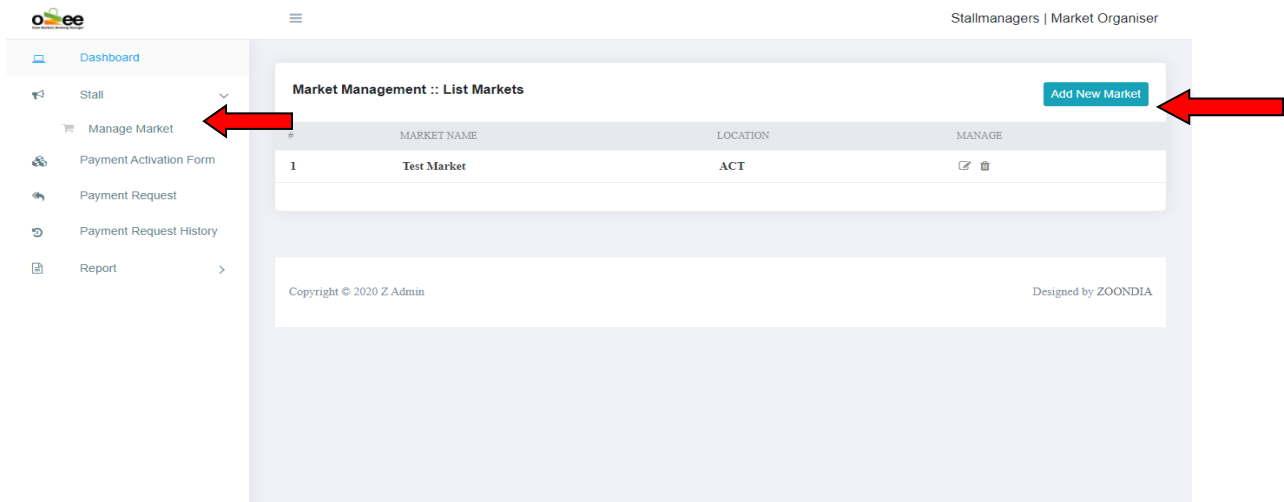 ozee
Stallmanagers | Market Organiser
Dashboard
Stall
Manage Market
Payment Activation Form
Payment Request
Payment Request History
Report
Market Management :: List Markets
Add New Market
# MARKET NAME LOCATION MANAGE
1 Test Market ACT
Copyright © 2020 Z Admin
Designed by ZOONDIA